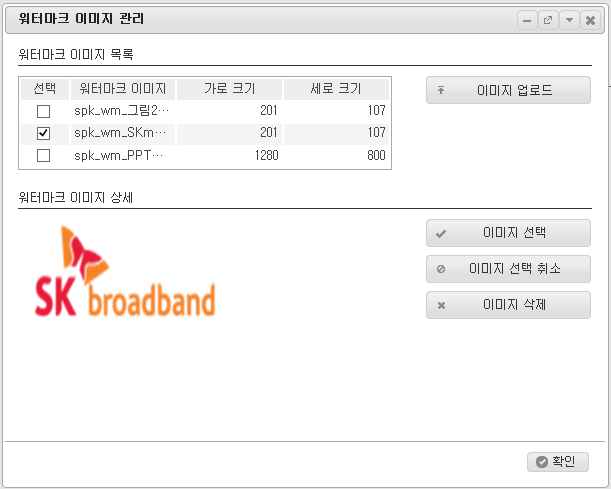 워터마크 이미지 관리
워터마크 이미지 목록
선택 워터마크 이미지 가로 크기 세로 크기
spk_wm_그림2··· 201 107
spk_wm_SKm··· 201 107
spk_wm_PPT··· 1280 800
이미지 업로드
워터마크 이미지 상세
SK broadband
이미지 선택
이미지 선택 취소
이미지 삭제
확인